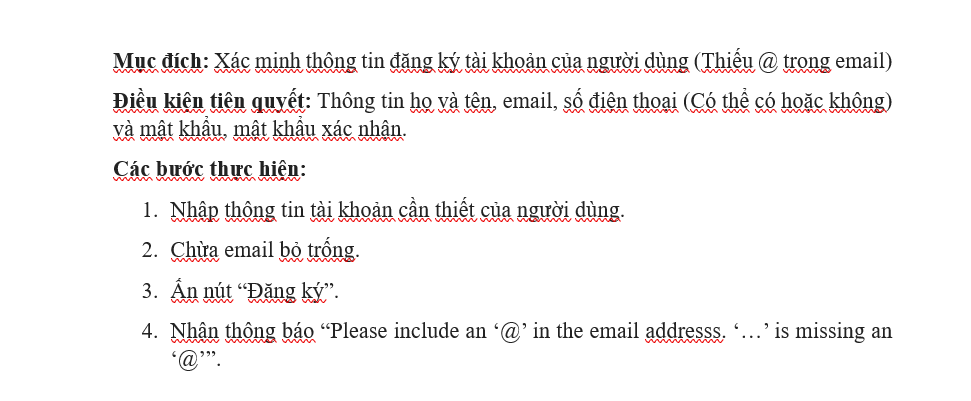 Mục đích: Xác minh thông tin đăng ký tài khoản của người dùng (Thiếu @ trong email)
Điều kiện tiên quyết: Thông tin họ và tên, email, số điện thoại (Có thể có hoặc không)
và mật khẩu, mật khẩu xác nhận.
Các bước thực hiện:
1. Nhập thông tin tài khoản cần thiết của người dùng.
2. Chừa email bỏ trống.
3. Ấn nút “Đăng ký”.
4. Nhận thông báo “Please include an ‘@’ in the email addresss. ‘…’ is missing an
‘@’”.